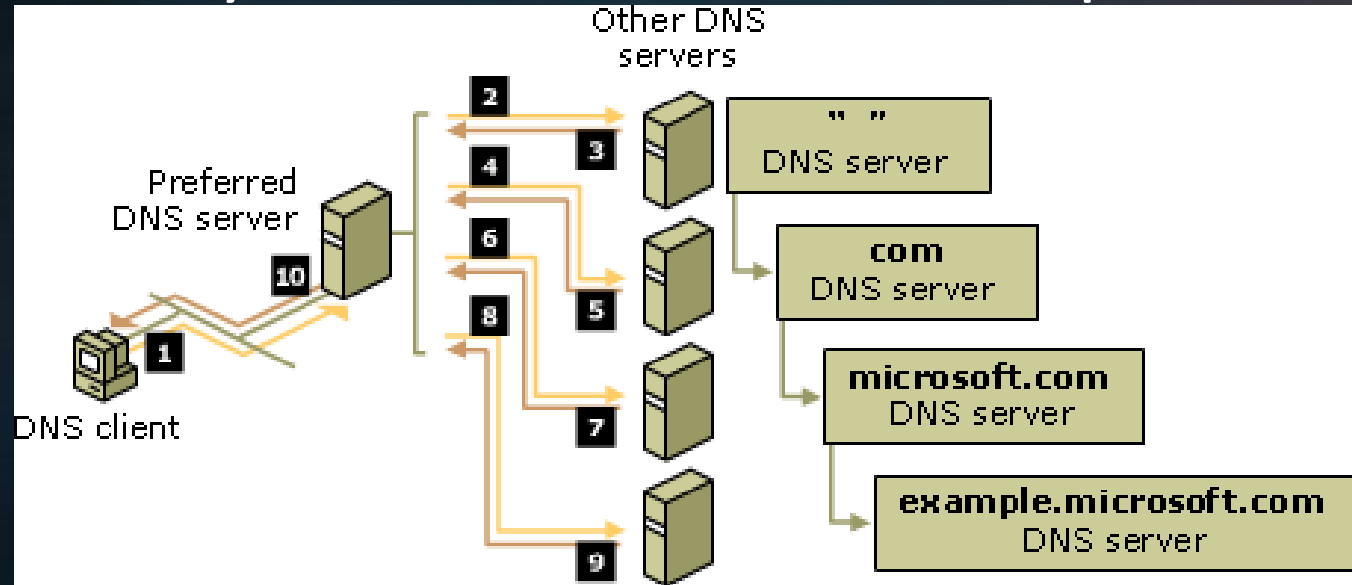 Other DNS
servers
2
3
" "
DNS server
4
Preferred
DNS server
6
com
DNS server
10
5
8
1
microsoft.com
DNS server
DNS client
7
example.microsoft.com
DNS server
9